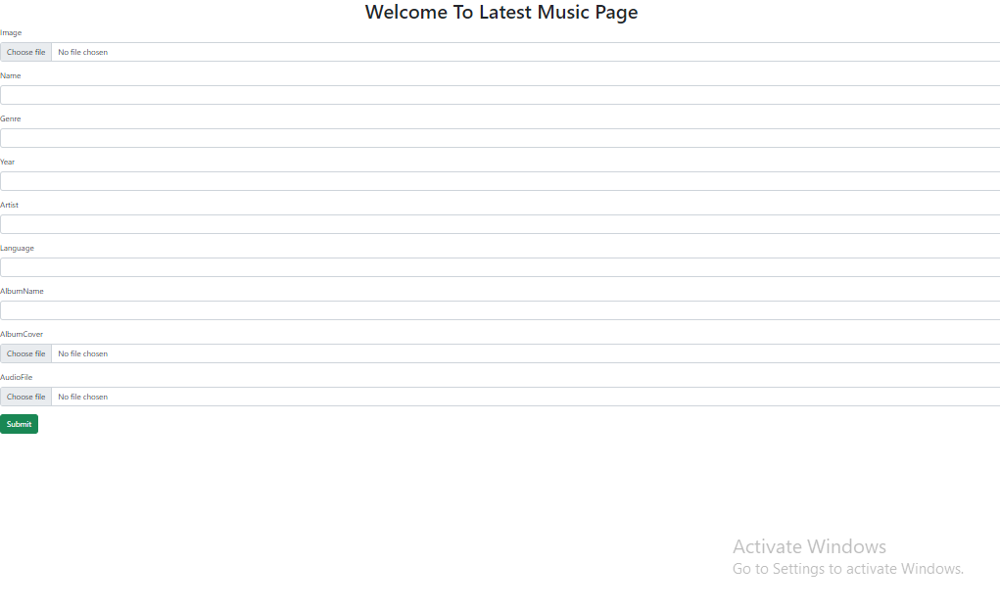 Welcome To Latest Music Page
Image
Choose file No file chosen
Name
Genre
Year
Artist
Language
AlbumName
AlbumCover
Choose file No file chosen
AudioFile
Choose file No file chosen
Submit
Activate Windows
Go to Settings to activate Windows.